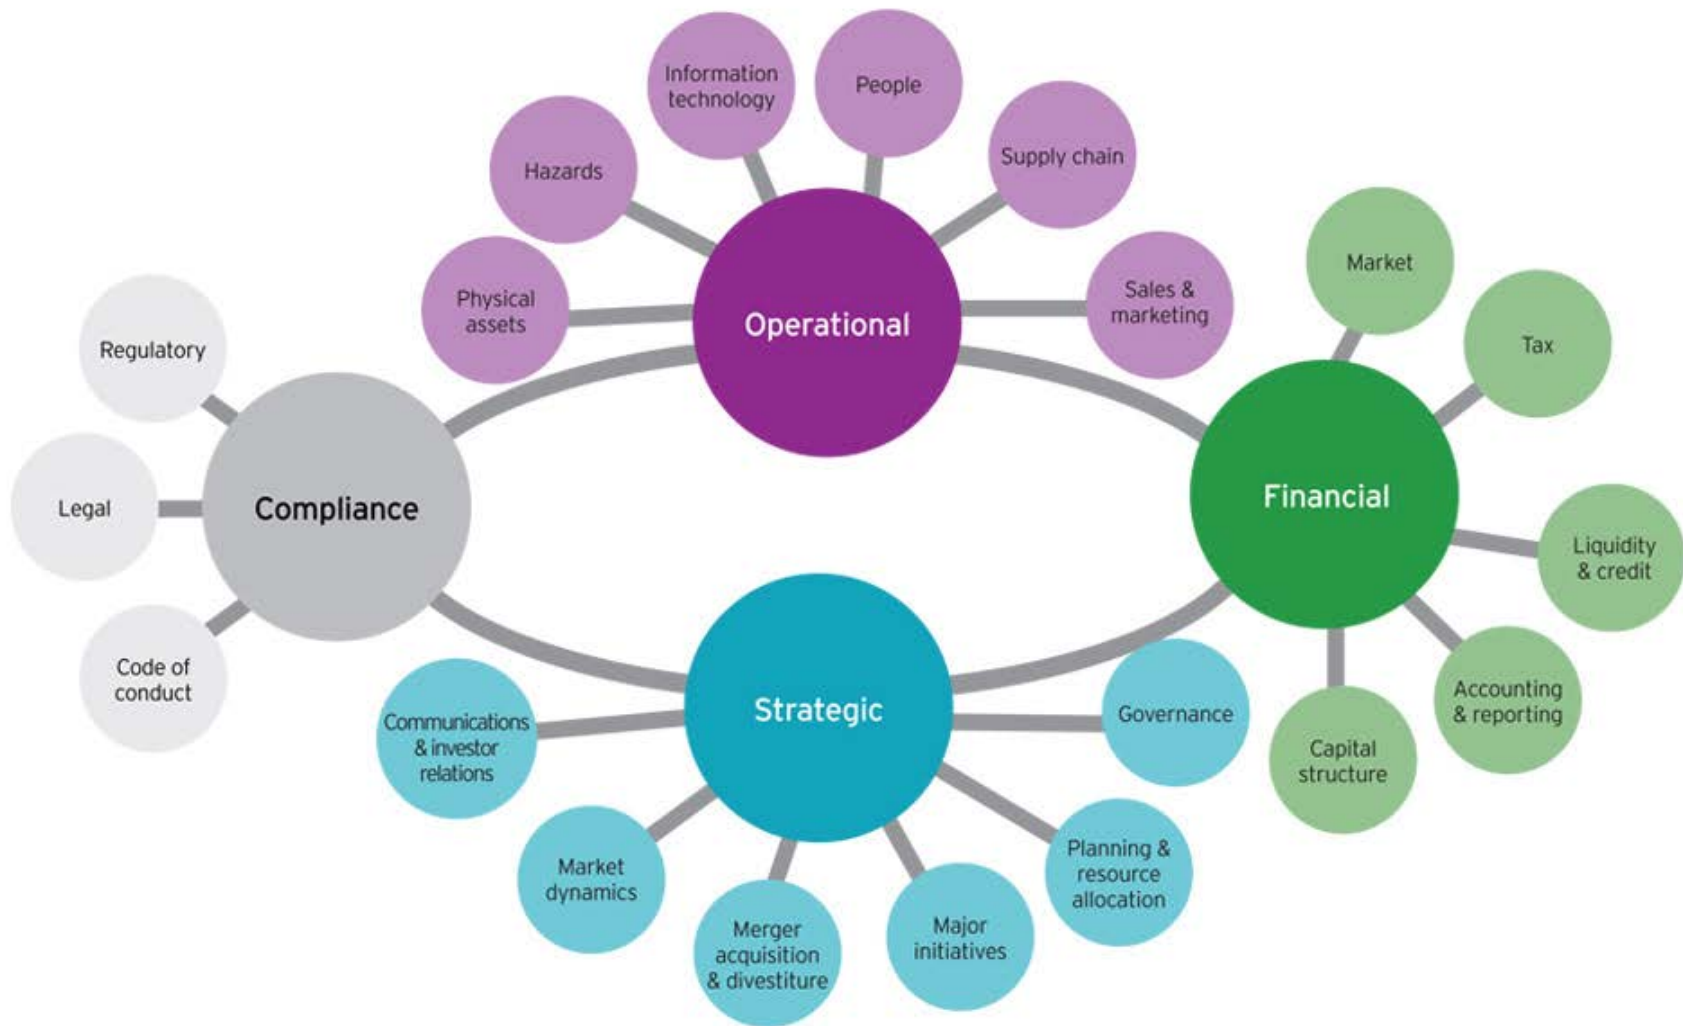 Information
technology
People
Hazards
Supply chain
Physical
assets
Operational
Sales &
marketing
Market
Tax
Regulatory
Legal
Compliance
Code of
conduct
Financial
Liquidity
& credit
Accounting
& reporting
Capital
structure
Strategic
Communications
& investor
relations
Governance
Market
dynamics
Merger
acquisition
& divestiture
Major
initiatives
Planning &
resource
allocation